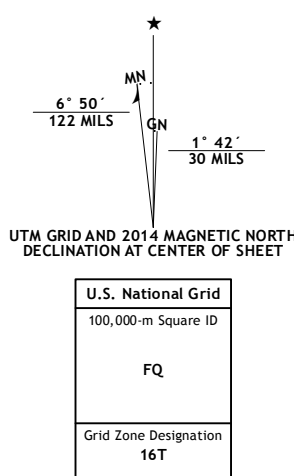 ★
MN
6° 50´
122 MILS
GN
1° 42´
30 MILS
UTM GRID AND 2014 MAGNETIC NORTH
DECLINATION AT CENTER OF SHEET
U.S. National Grid
100,000-m Square ID
FQ
Grid Zone Designation
16T